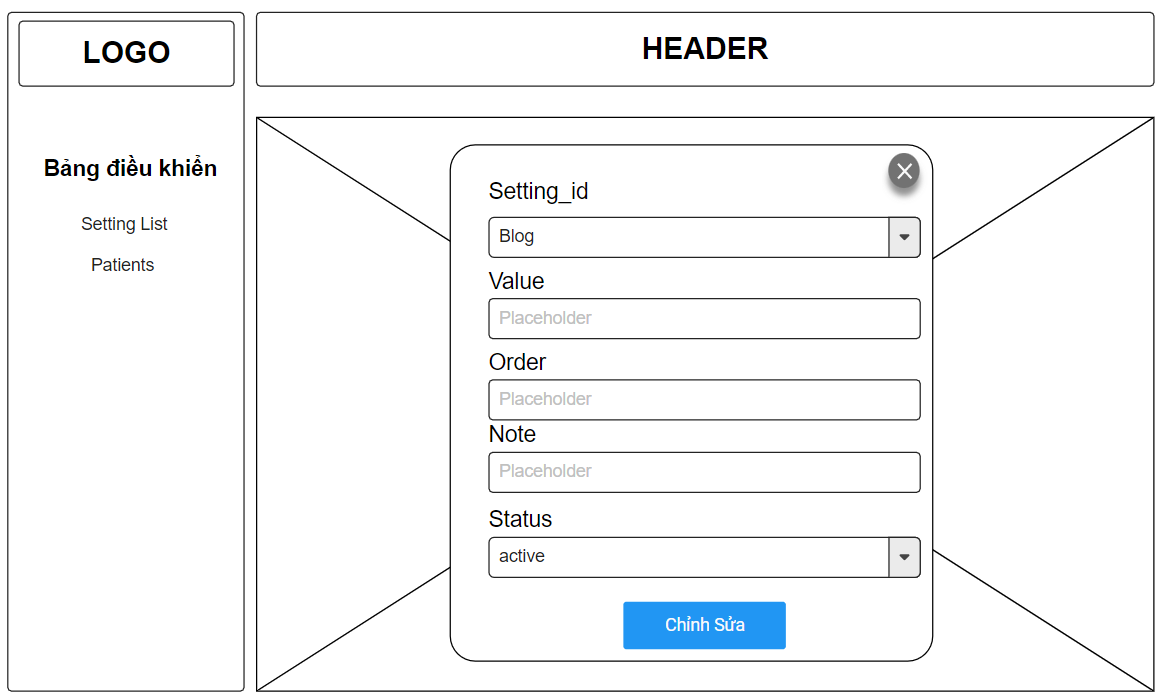 LOGO
HEADER
Bảng điều khiển
Setting List
Patients
Setting_id
Blog
Value
Placeholder
Order
Placeholder
Note
Placeholder
Status
active
Chỉnh Sửa